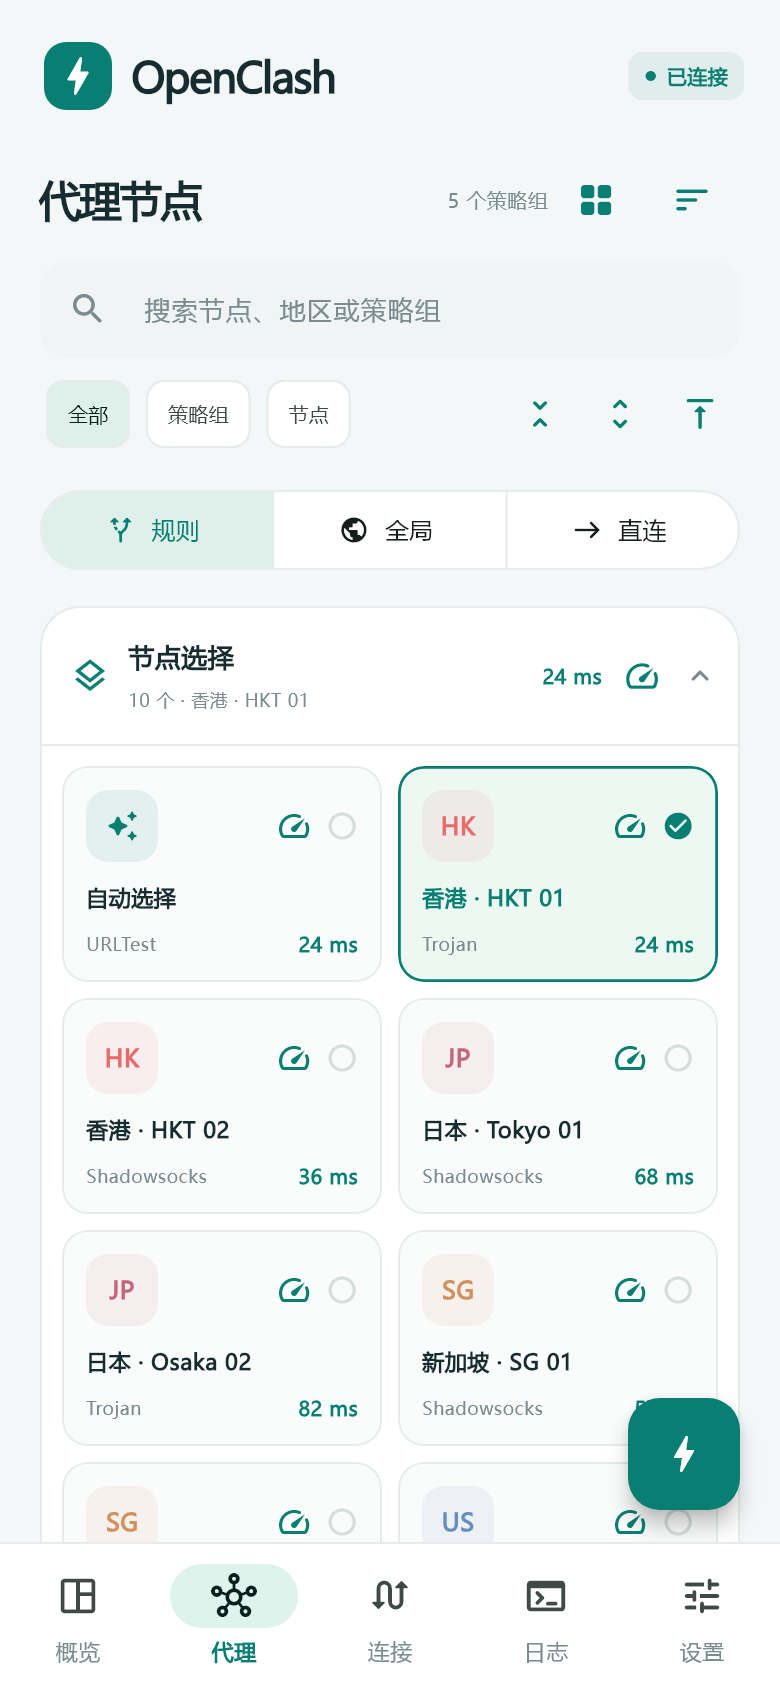 OpenClash
已连接
代理节点
5 个策略组
搜索节点、地区或策略组
全部
策略组
节点
规则
全局
直连
节点选择
10 个 · 香港 · HKT 01
24 ms
自动选择
URLTest
24 ms
HK
香港 · HKT 01
Trojan
24 ms
HK
香港 · HKT 02
Shadowsocks
36 ms
JP
日本 · Tokyo 01
Shadowsocks
68 ms
JP
日本 · Osaka 02
Trojan
82 ms
SG
新加坡 · SG 01
Shadowsocks
SG
US
概览
代理
连接
日志
设置